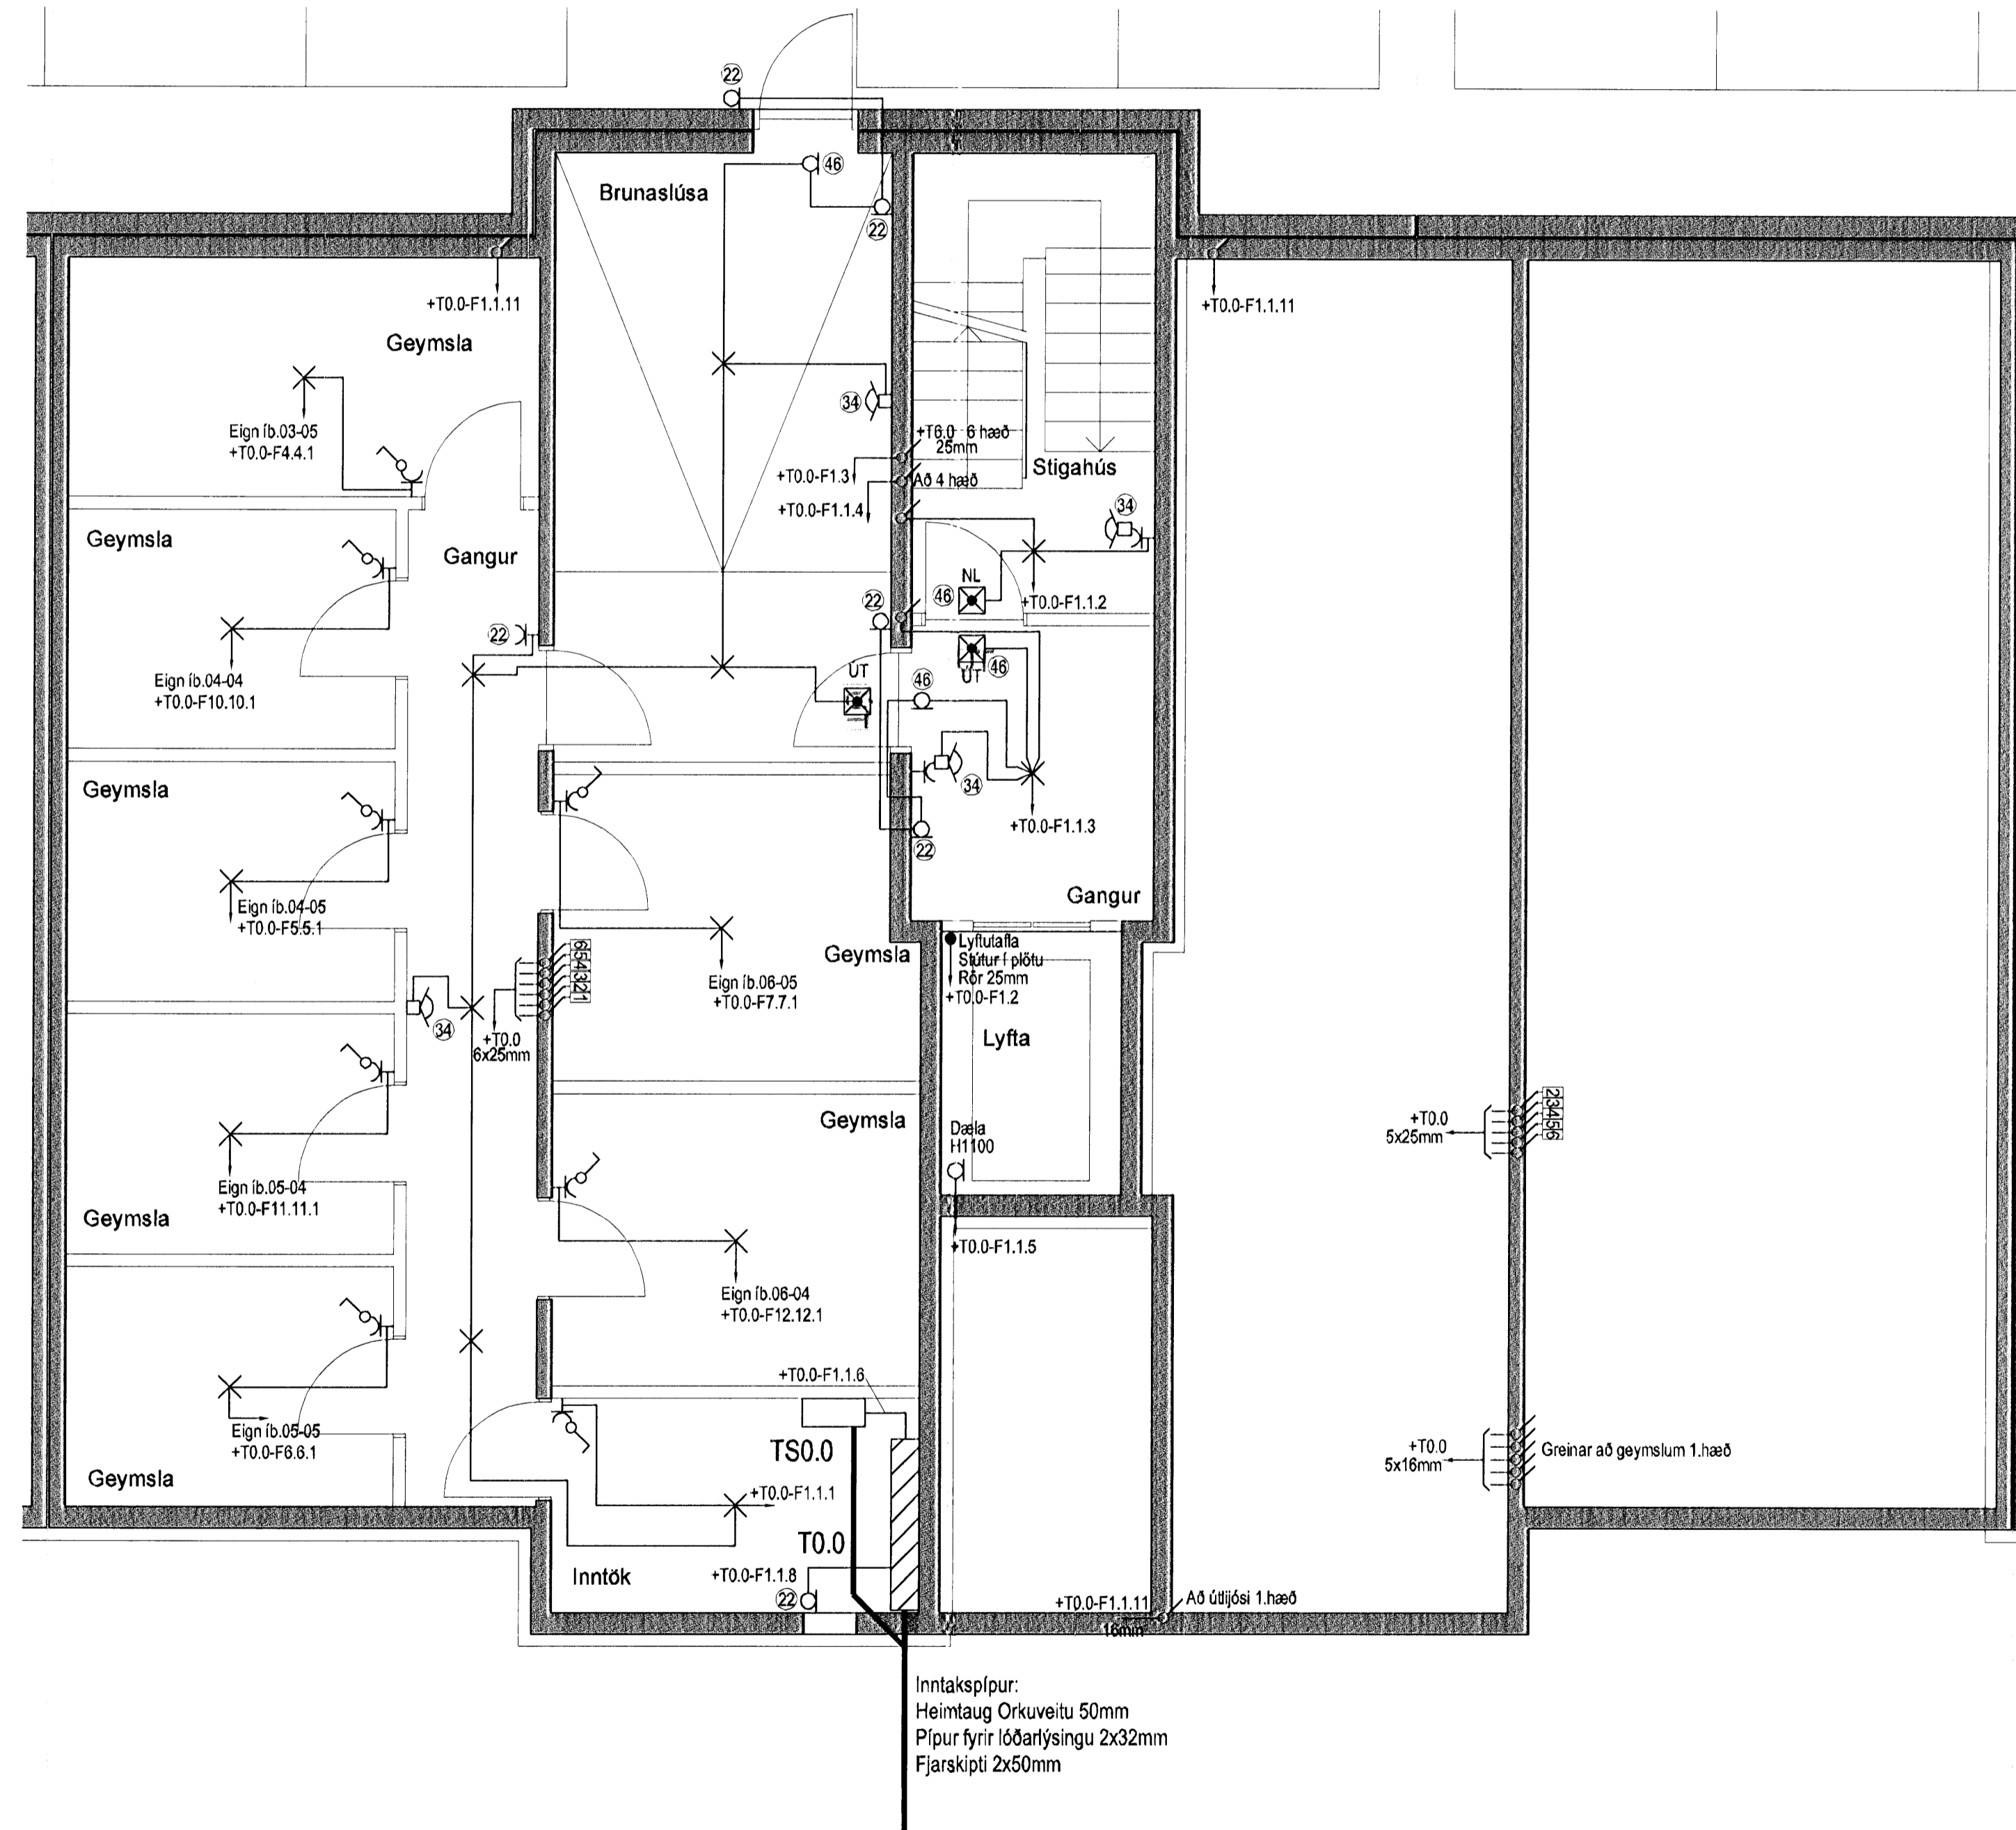 22
46
Brunaslúsa
22
+T0.0-F1.1.11
+T0.0-F1.1.11
Geymsla
34
Eign íb.03-05
+T0.0-F4.4.1
+T6.0 6 hæð
25mm
+T0.0-F1.3
Að 4 hæð
+T0.0-F1.1.4
Stigahús
34
Geymsla
Gangur
NL
46
+T0.0-F1.1.2
22
22
ÚT
46
ÚT
46
Eign íb.04-04
+T0.0-F10.10.1
Geymsla
34
+T0.0-F1.1.3
22
Gangur
Eign íb.04-05
+T0.0-F5.5.1
Geymsla
Lyftutafla
Stútur í plötu
Rör 25mm
+T0.0-F1.2
Lyfta
654321
Eign íb.06-05
+T0.0-F7.7.1
34
+T0.0
6x25mm
Geymsla
Dæla
H1100
+T0.0
5x25mm
23456
Eign íb.05-04
+T0.0-F11.11.1
Geymsla
+T0.0-F1.1.5
Eign íb.06-04
+T0.0-F12.12.1
+T0.0-F1.1.6
Eign íb.05-05
+T0.0-F6.6.1
Geymsla
TS0.0
+T0.0
5x16mm
Greinar að geymslum 1.hæð
+T0.0-F1.1.1
T0.0
Inntök
+T0.0-F1.1.8
22
+T0.0-F1.1.11
16mm
Að útlijósi 1.hæð
Inntakspípur:
Heimtaug Orkuveitu 50mm
Pípur fyrir lóðarlýsingu 2x32mm
Fjarskipti 2x50mm